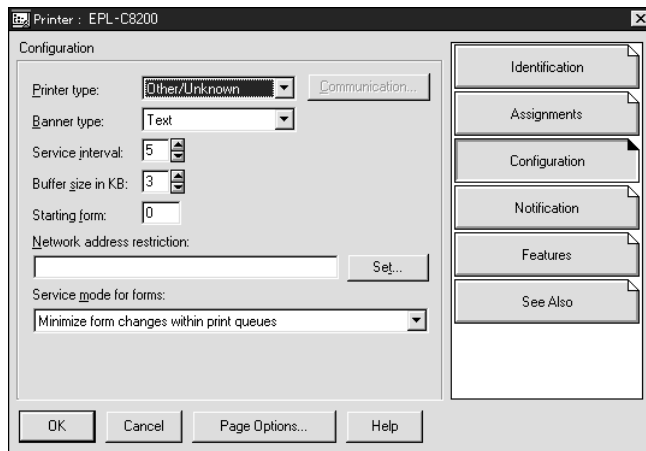 Printer : EPL-C8200
Configuration
Printer type: Other/Unknown Communication...
Banner type: Text
Service interval: 5
Buffer size in KB: 3
Starting form: 0
Network address restriction:
Set...
Service mode for forms:
Minimize form changes within print queues
OK Cancel Page Options... Help
Identification
Assignments
Configuration
Notification
Features
See Also